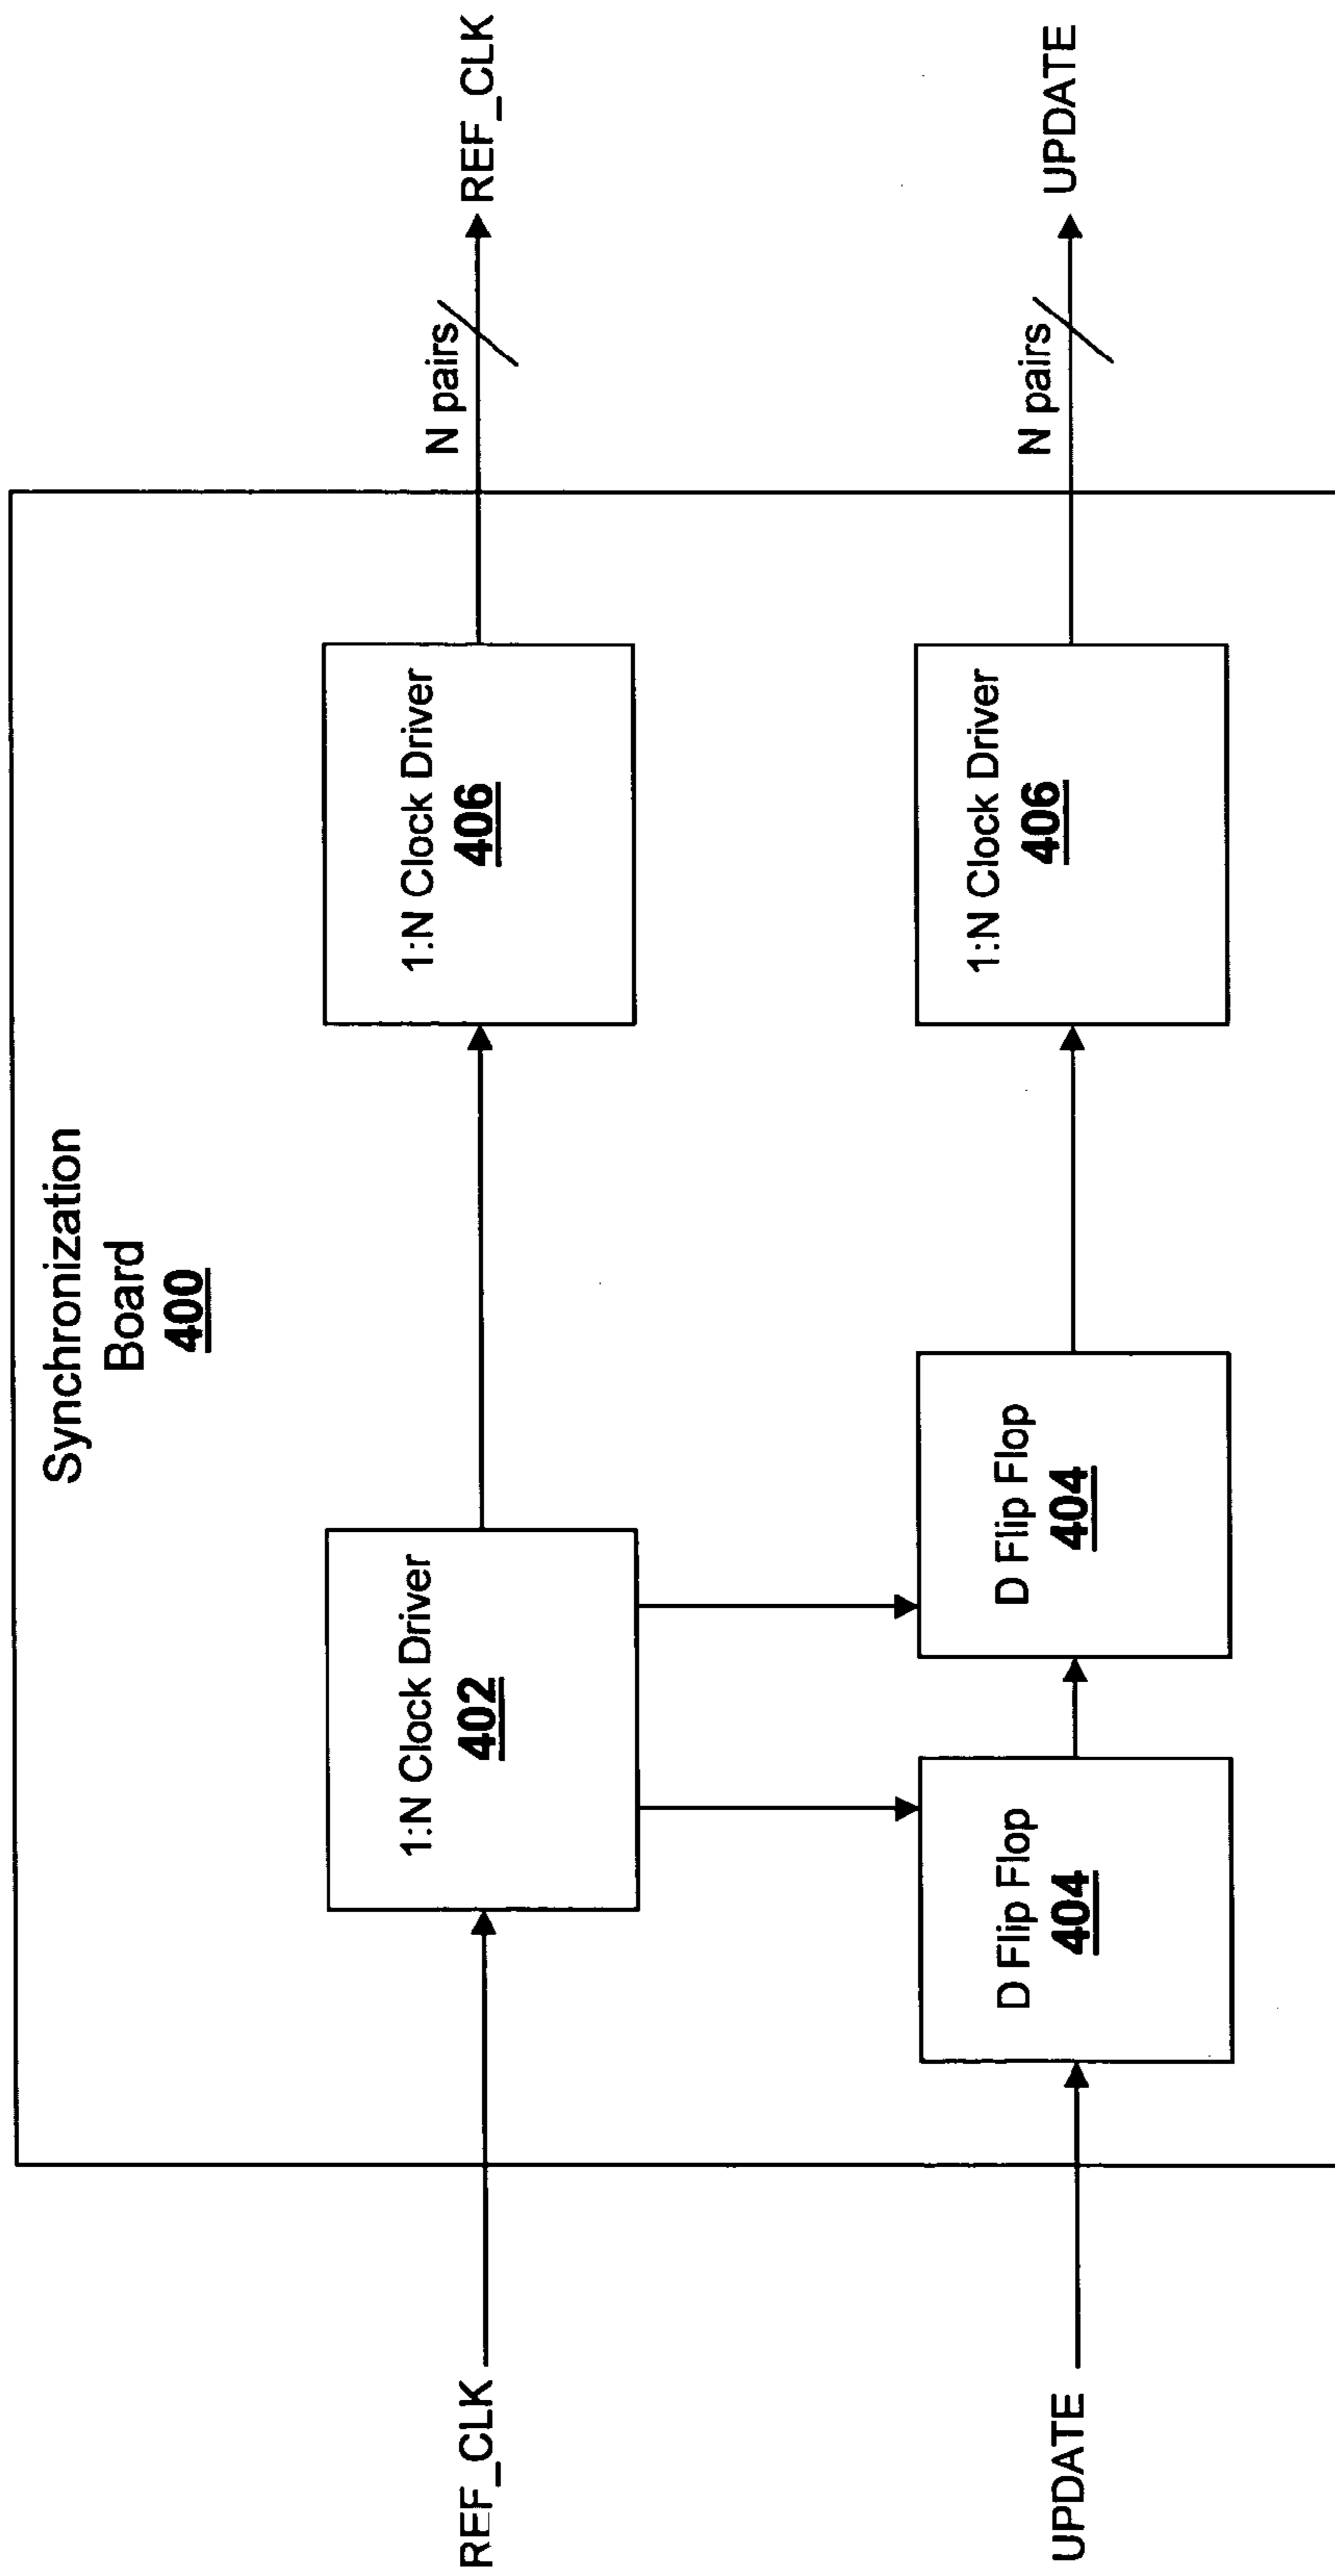 Synchronization
Board
400
REF_CLK
1:N Clock Driver
402
1:N Clock Driver
406
N pairs
REF_CLK
UPDATE
D Flip Flop
404
D Flip Flop
404
1:N Clock Driver
406
N pairs
UPDATE